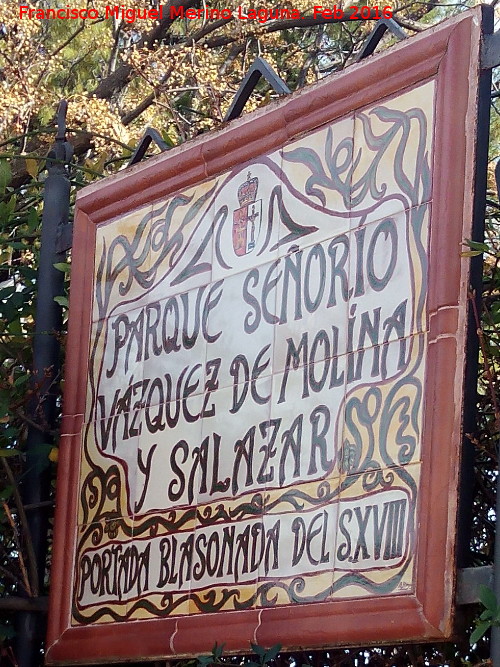 Francisco Miguel Merino Laguna. Feb 2016
PARQUE SEÑORIO
VAZQUEZ DE MOLINA
Y SALAZAR
PORTADA BLASONADA DEL S.XVIII